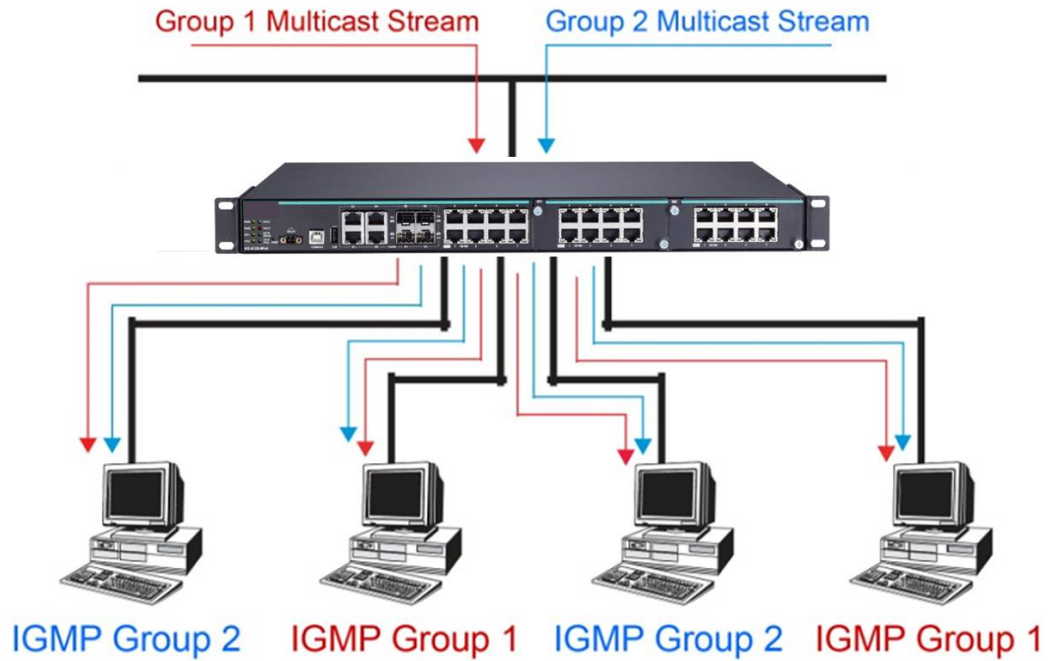 Group 1 Multicast Stream
Group 2 Multicast Stream
IGMP Group 2
IGMP Group 1
IGMP Group 2
IGMP Group 1